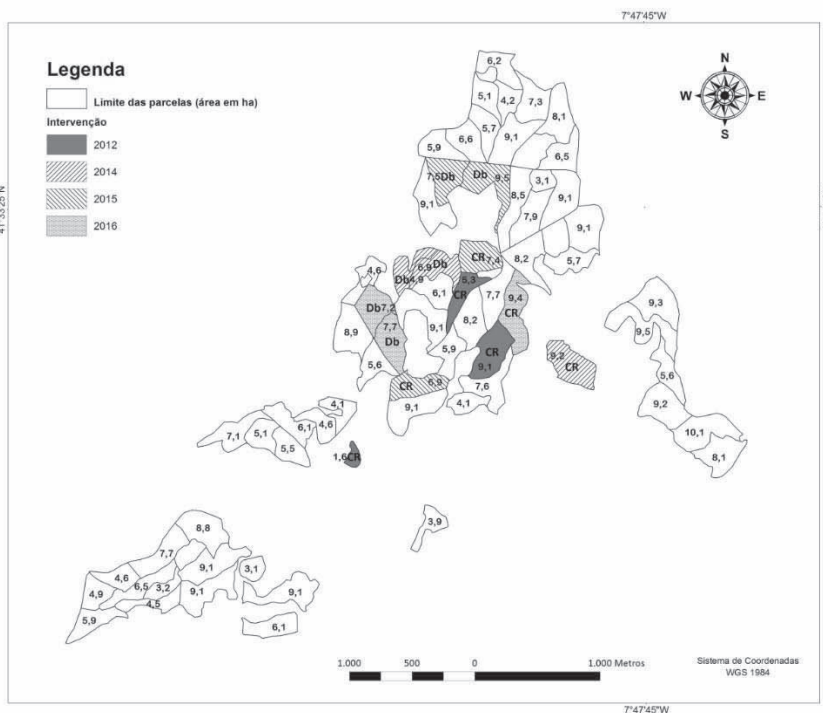 7°47'45"W
Legenda
Limite das parcelas (área em ha)
Intervenção
2012
2014
2015
2016
N
W
E
S
41°33'25"N
6,2
5,1
4,2
7,3
8,1
5,7
9,1
6,6
5,9
6,5
7,5Db
Db
9,5
3,1
8,5
9,1
9,1
7,9
9,1
5,7
8,2
CR
7,4
6,9
Db
Db4,9
4,6
5,3
CR
6,1
7,7
9,4
CR
Db7,2
7,7
Db
8,9
9,1
8,2
5,9
CR
9,1
5,6
CR
6,9
7,6
9,1
4,1
9,2
CR
9,3
9,5
5,6
9,2
10,1
8,1
4,1
6,1
4,6
7,1
5,1
5,5
1,6CR
3,9
8,8
7,7
9,1
3,1
4,6
6,5
3,2
4,9
9,1
9,1
4,5
5,9
6,1
1.000
500
0
1.000 Metros
Sistema de Coordenadas
WGS 1984
7°47'45"W